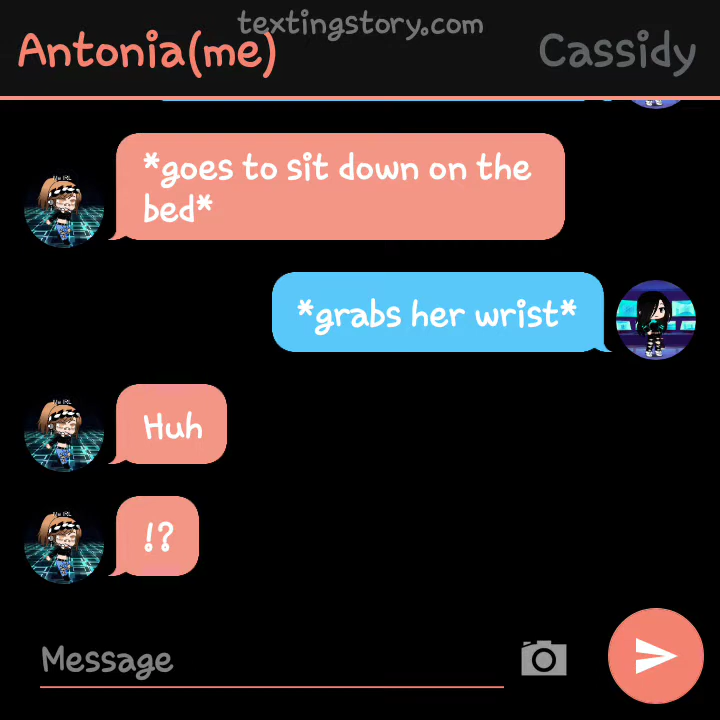 textingstory.com
Antonia(me)
Cassidy
*goes to sit down on the
bed*
*grabs her wrist*
Huh
!?
Message